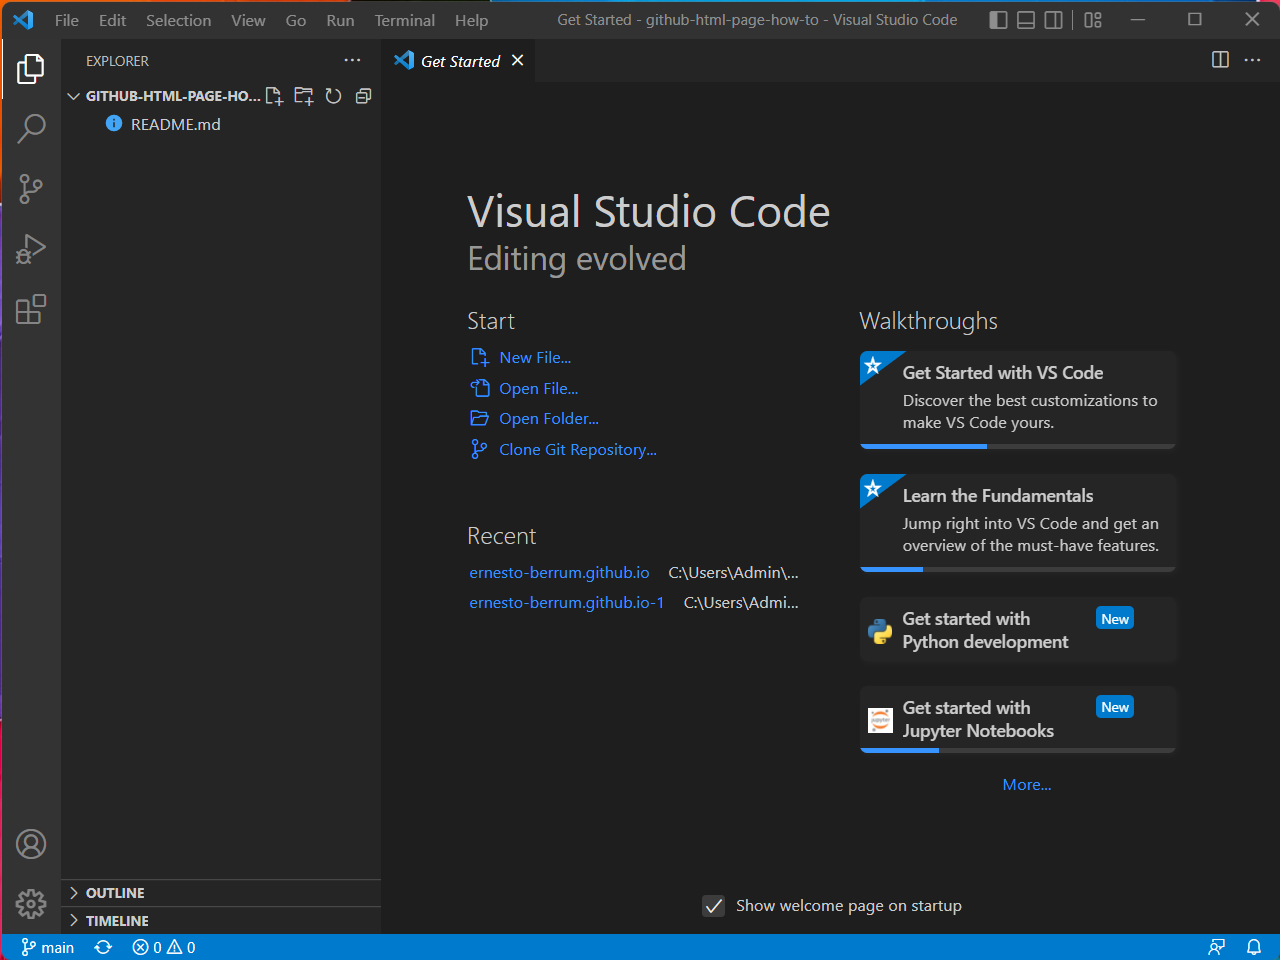 File Edit Selection View Go Run Terminal Help Get Started - github-html-page-how-to - Visual Studio Code
EXPLORER
Get Started
GITHUB-HTML-PAGE-HO...
README.md
Visual Studio Code
Editing evolved
Start
New File...
Open File...
Open Folder...
Clone Git Repository...
Recent
ernesto-berrum.github.io C:\Users\Admin\...
ernesto-berrum.github.io-1 C:\Users\Admi...
Walkthroughs
Get Started with VS Code
Discover the best customizations to
make VS Code yours.
Learn the Fundamentals
Jump right into VS Code and get an
overview of the must-have features.
Get started with New
Python development
jupyter
Get started with New
Jupyter Notebooks
More...
OUTLINE
TIMELINE
Show welcome page on startup
main 0 0